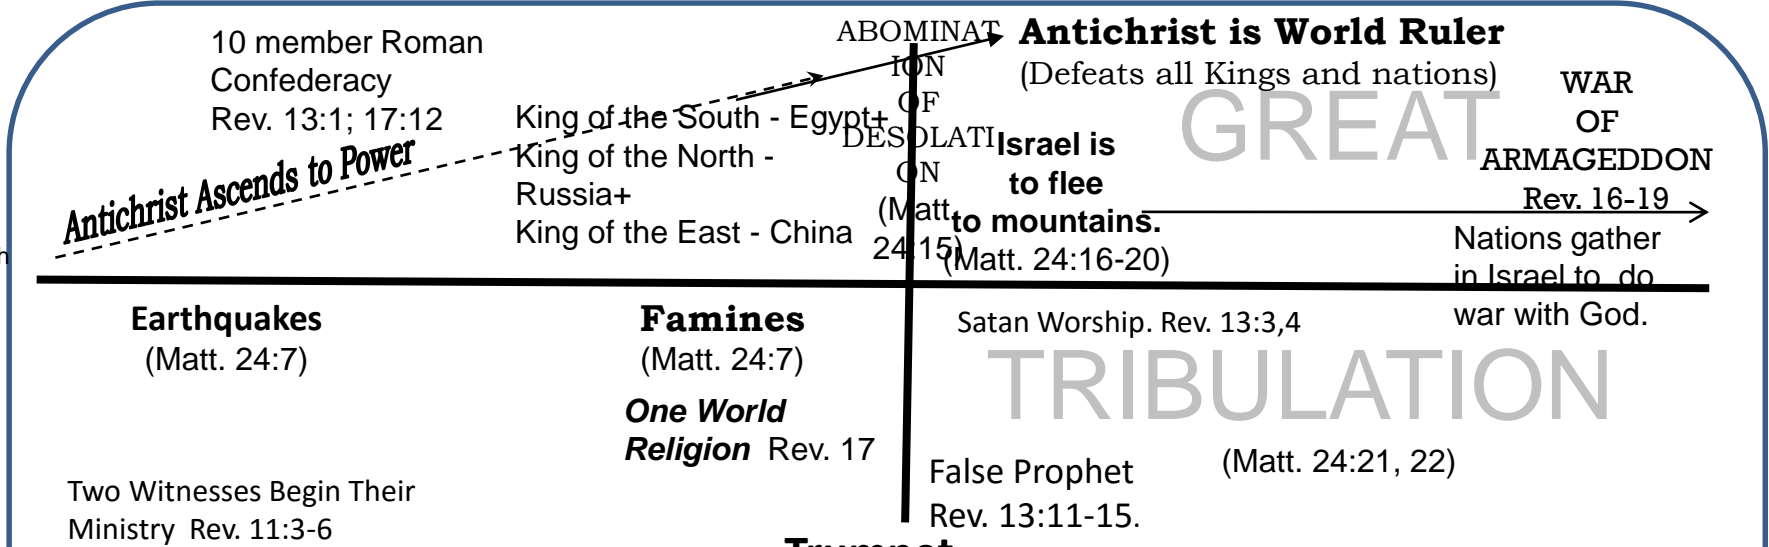 10 member Roman
Confederacy
Rev. 13:1; 17:12
Antichrist Ascends to Power
King of the South - Egypt+
King of the North -
Russia+
King of the East - China
ABOMINAT
ION
OF
DESOLATI
ON
(Matt.
24:15)
Antichrist is World Ruler
(Defeats all Kings and nations)
Israel is
to flee
to mountains.
(Matt. 24:16-20)
GREAT
WAR
OF
ARMAGEDDON
Rev. 16-19
Nations gather
in Israel to do
war with God.
Earthquakes
(Matt. 24:7)
Famines
(Matt. 24:7)
One World
Religion Rev. 17
Two Witnesses Begin Their
Ministry Rev. 11:3-6
Satan Worship. Rev. 13:3,4
TRIBULATION
(Matt. 24:21, 22)
False Prophet
Rev. 13:11-15.
Trumpet